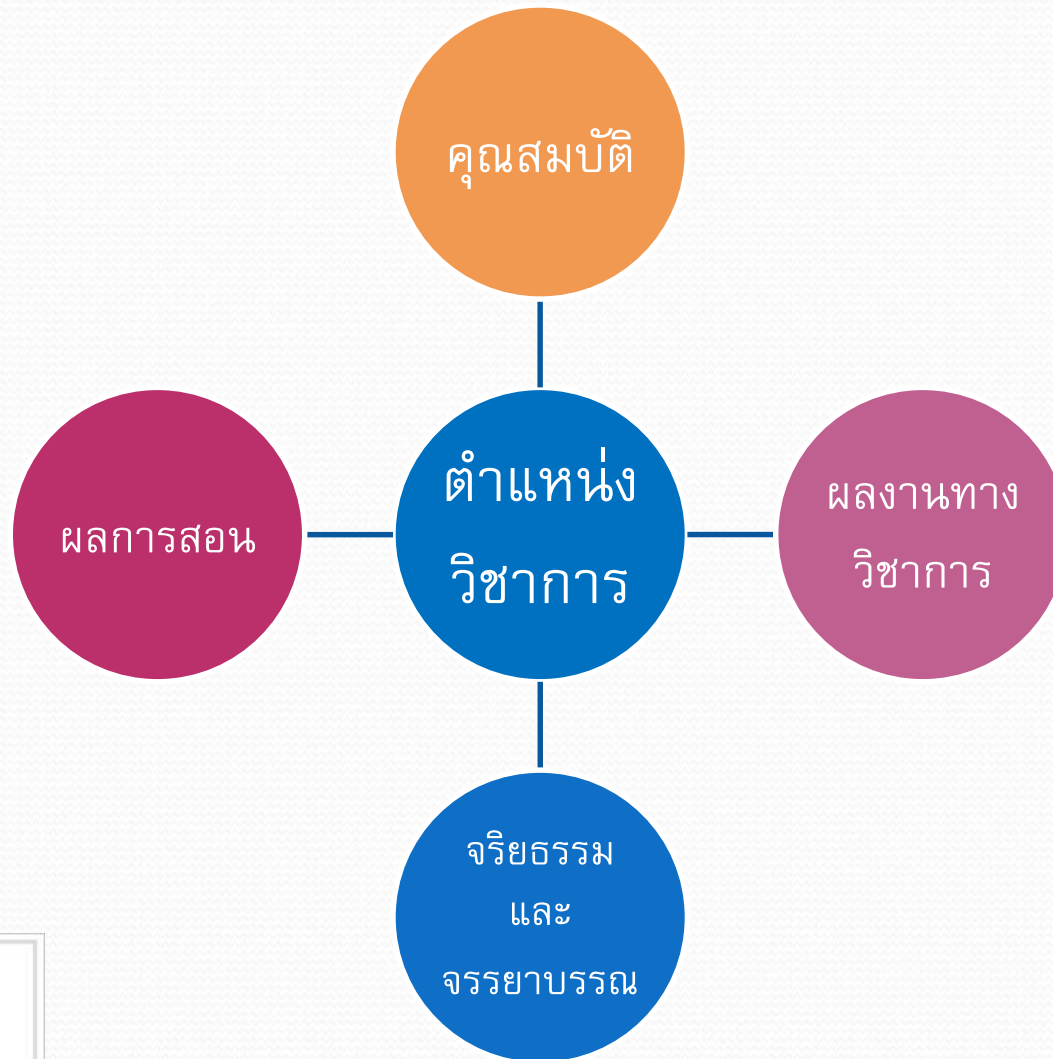 คุณสมบัติ
ผลการสอน
ตำแหน่ง
วิชาการ
ผลงานทาง
วิชาการ
จริยธรรม
และ
จรรยาบรรณ